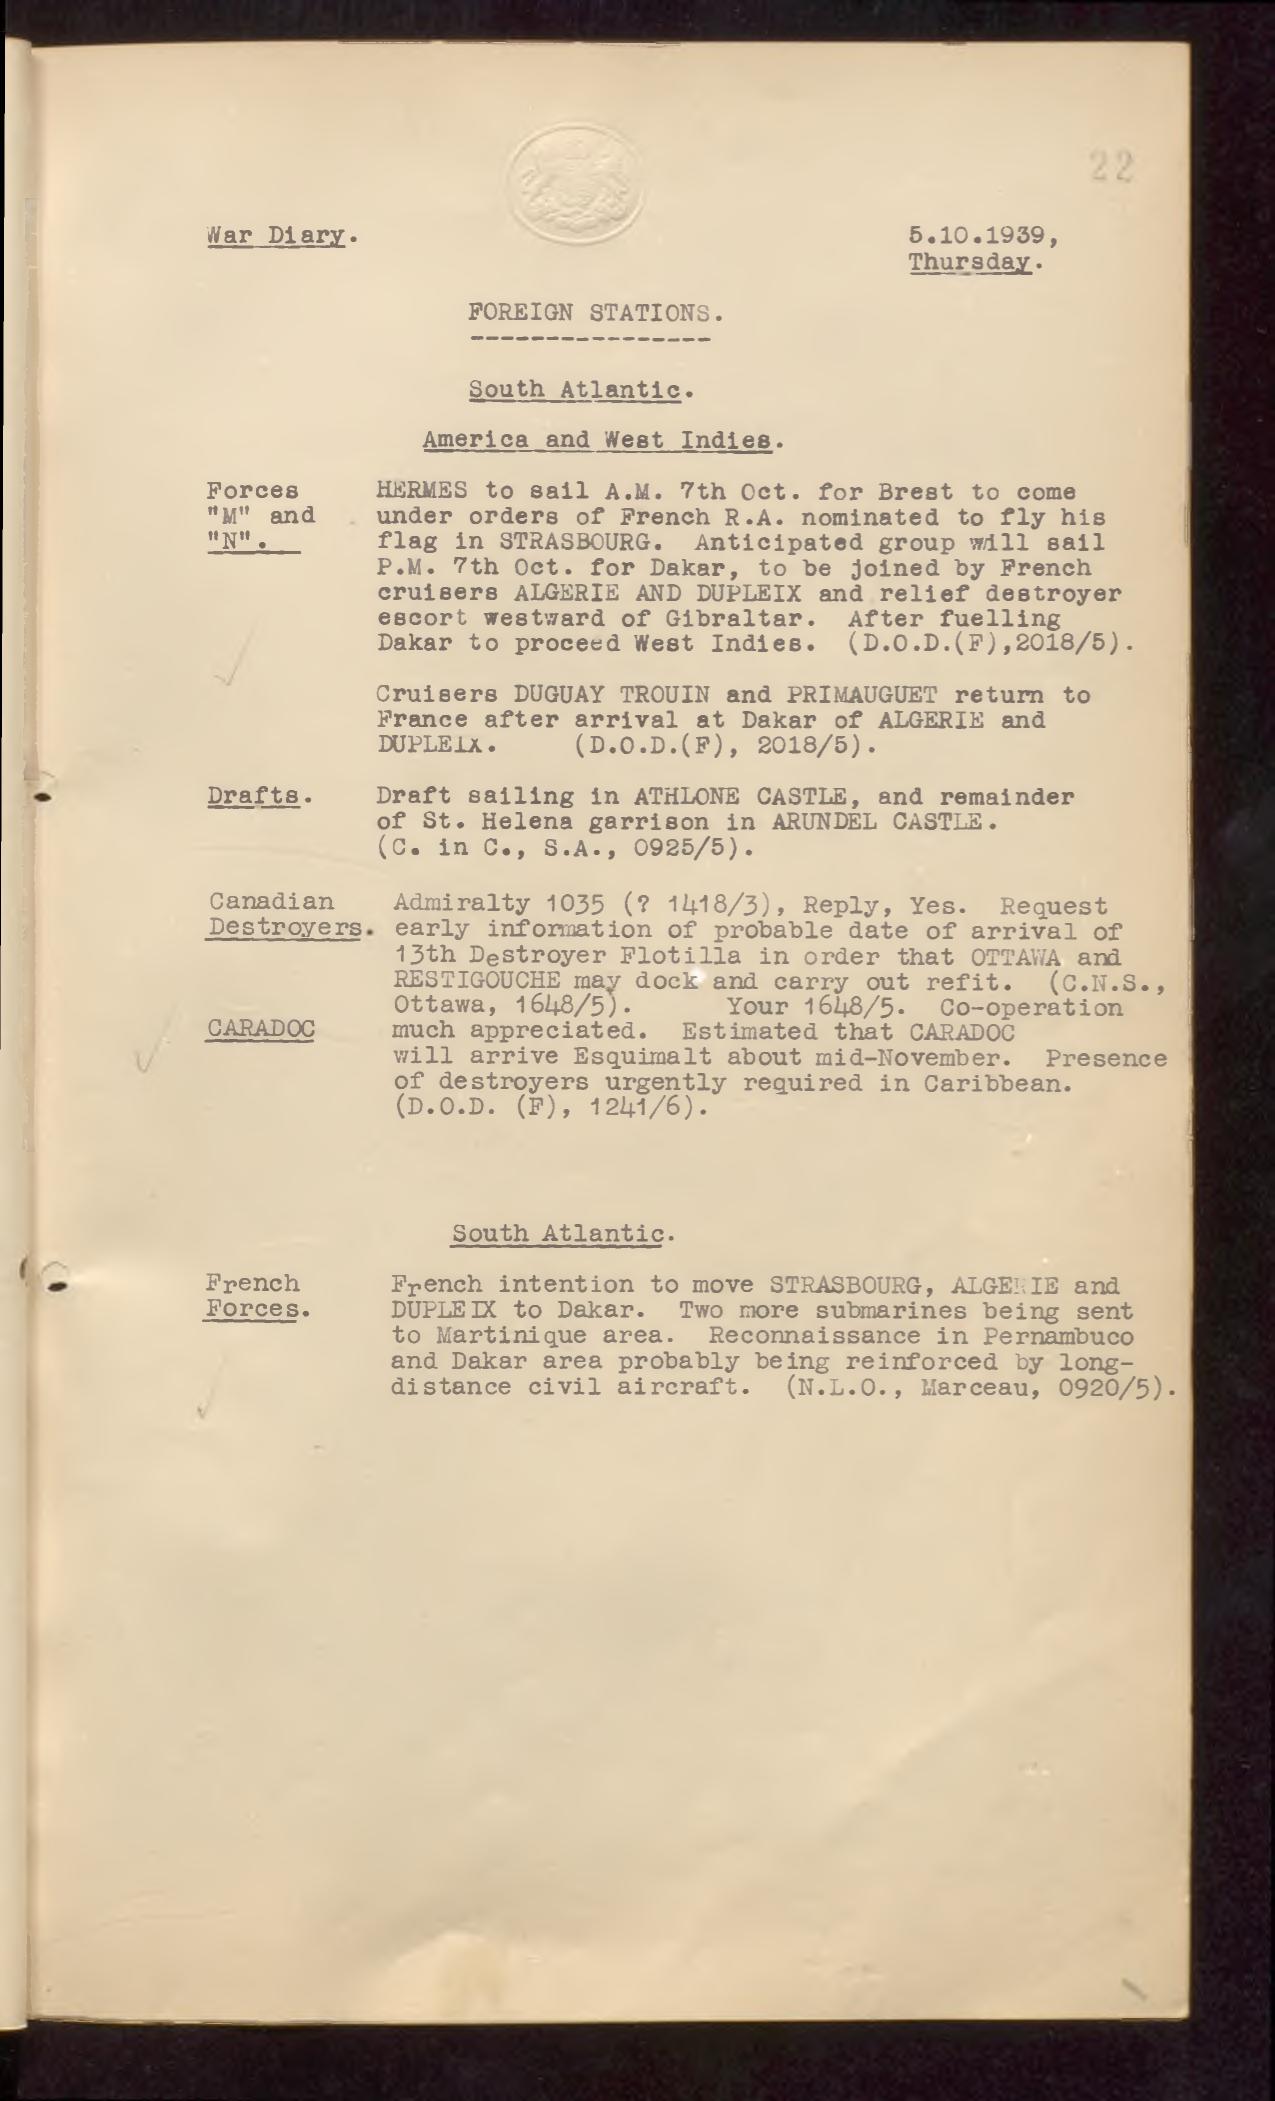 22
War Diary.
5.10.1939,
Thursday.
FOREIGN STATIONS.
----------------
South Atlantic.
America and West Indies.
Forces "M" and "N".
HERMES to sail A.M. 7th Oct. for Brest to come
under orders of French R.A. nominated to fly his
flag in STRASBOURG. Anticipated group will sail
P.M. 7th Oct. for Dakar, to be joined by French
cruisers ALGERIE AND DUPLEIX and relief destroyer
escort westward of Gibraltar. After fuelling
Dakar to proceed West Indies. (D.O.D.(F),2018/5).
Cruisers DUGUAY TROUIN and PRIMAUGUET return to
France after arrival at Dakar of ALGERIE and
DUPLEIX. (D.O.D.(F), 2018/5).
Drafts.
Draft sailing in ATHLONE CASTLE, and remainder
of St. Helena garrison in ARUNDEL CASTLE.
(C. in C., S.A., 0925/5).
Canadian Destroyers.
Admiralty 1035 (? 1418/3), Reply, Yes. Request
early information of probable date of arrival of
13th Destroyer Flotilla in order that OTTAWA and
RESTIGOUCHE may dock and carry out refit. (C.N.S.,
Ottawa, 1648/5). Your 1648/5. Co-operation
CARADOC
much appreciated. Estimated that CARADOC
will arrive Esquimalt about mid-November. Presence
of destroyers urgently required in Caribbean.
(D.O.D. (F), 1241/6).
South Atlantic.
French Forces.
French intention to move STRASBOURG, ALGERIE and
DUPLEIX to Dakar. Two more submarines being sent
to Martinique area. Reconnaissance in Pernambuco
and Dakar area probably being reinforced by long-
distance civil aircraft. (N.L.O., Marceau, 0920/5).